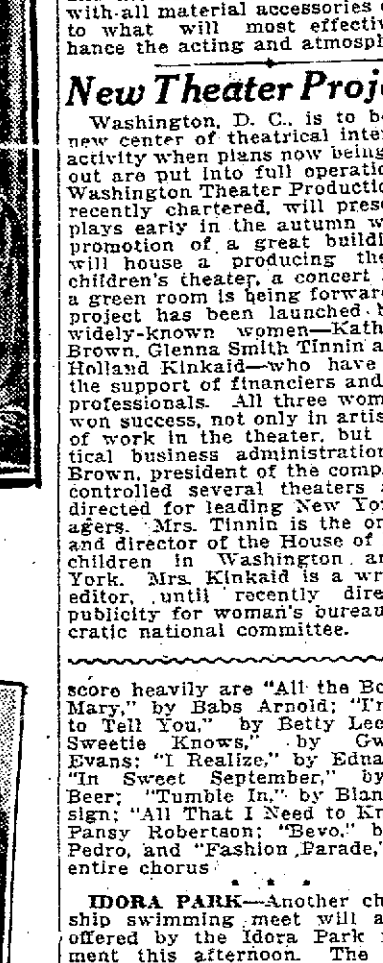 with all material accessories
to what will most effectiv
hance the acting and atmosph
New Theater Proj
Washington, D. C., is to b
new center of theatrical inte
activity when plans now being
out are put into full operatio
Washington Theater Productio
recently chartered, will prese
plays early in the autumn w
promotion of a great buildi
will house a producing the
children's theater, a concert
a green room is being forwar
project has been launched b
widely-known women—Kath
Brown, Glenna Smith Tinnin a
Holland Kinkaid—who have
the support of financiers and
professionals. All three wom
won success, not only in artis
of work in the theater, but
tical business administration
Brown, president of the comp
controlled several theaters
directed for leading New Yo
agers. Mrs. Tinnin is the or
and director of the House of
children in Washington an
York. Mrs. Kinkaid is a wr
editor, until recently dire
publicity for woman's bureau
cratic national committee.
score heavily are "All the Bo
Mary," by Babs Arnold; "I'm
to Tell You," by Betty Lee
Sweetie Knows," by Gw
Evans; "I Realize," by Edna
"In Sweet September," by
Beer; "Tumble In," by Blan
sign; "All That I Need to Kn
Pansy Robertson; "Bevo," b
Pedro, and "Fashion Parade,"
entire chorus
IDORA PARK—Another ch
ship swimming meet will a
offered by the Idora Park
ment this afternoon. The